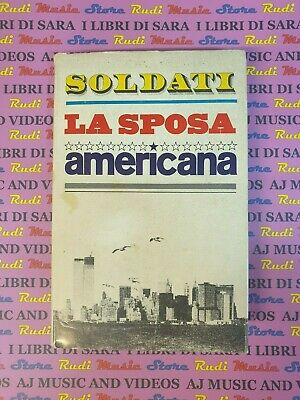 SOLDATI
LA SPOSA
americana
I LIBRI DI SARA
Rudi Music Store
AJ MUSIC AND VIDEOS